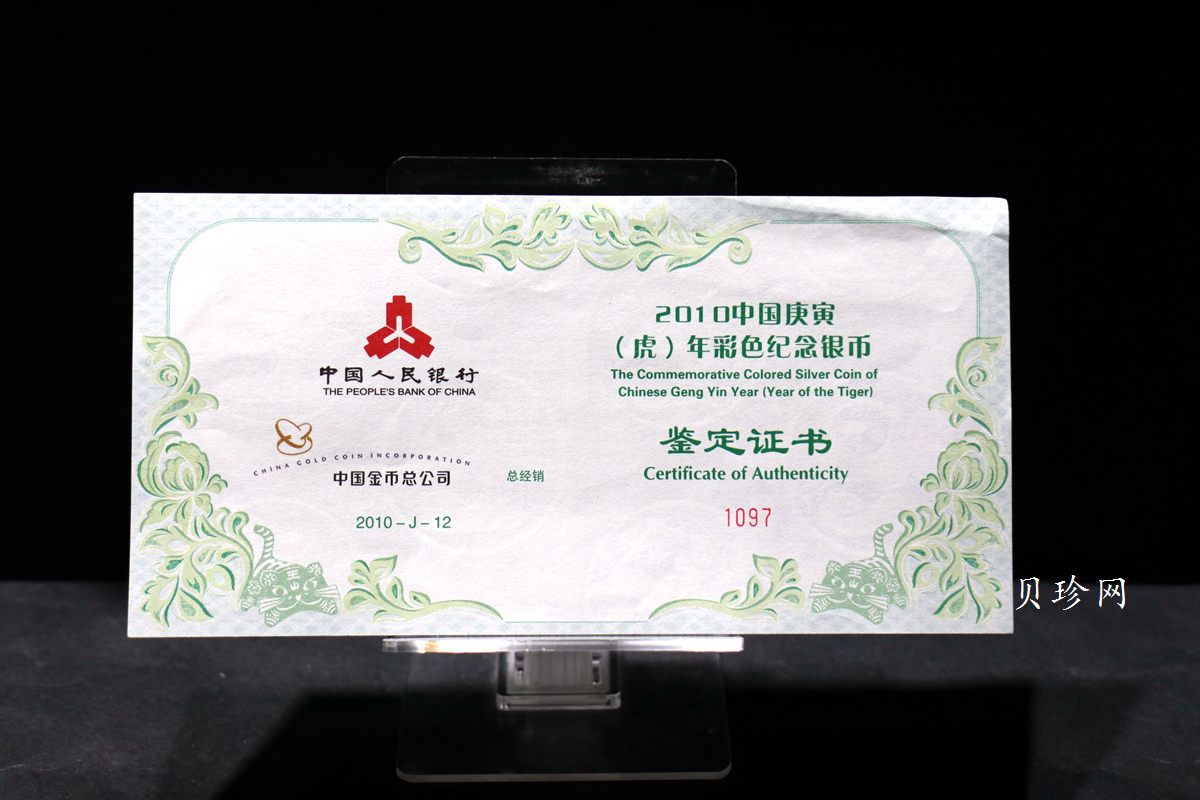 中国人民银行
THE PEOPLE'S BANK OF CHINA
CHINA GOLD COIN INCORPORATION
中国金币总公司
总经销
2010-J-12
2010中国庚寅
（虎）年彩色纪念银币
The Commemorative Colored Silver Coin of
Chinese Geng Yin Year (Year of the Tiger)
鉴定证书
Certificate of Authenticity
1097
贝珍网